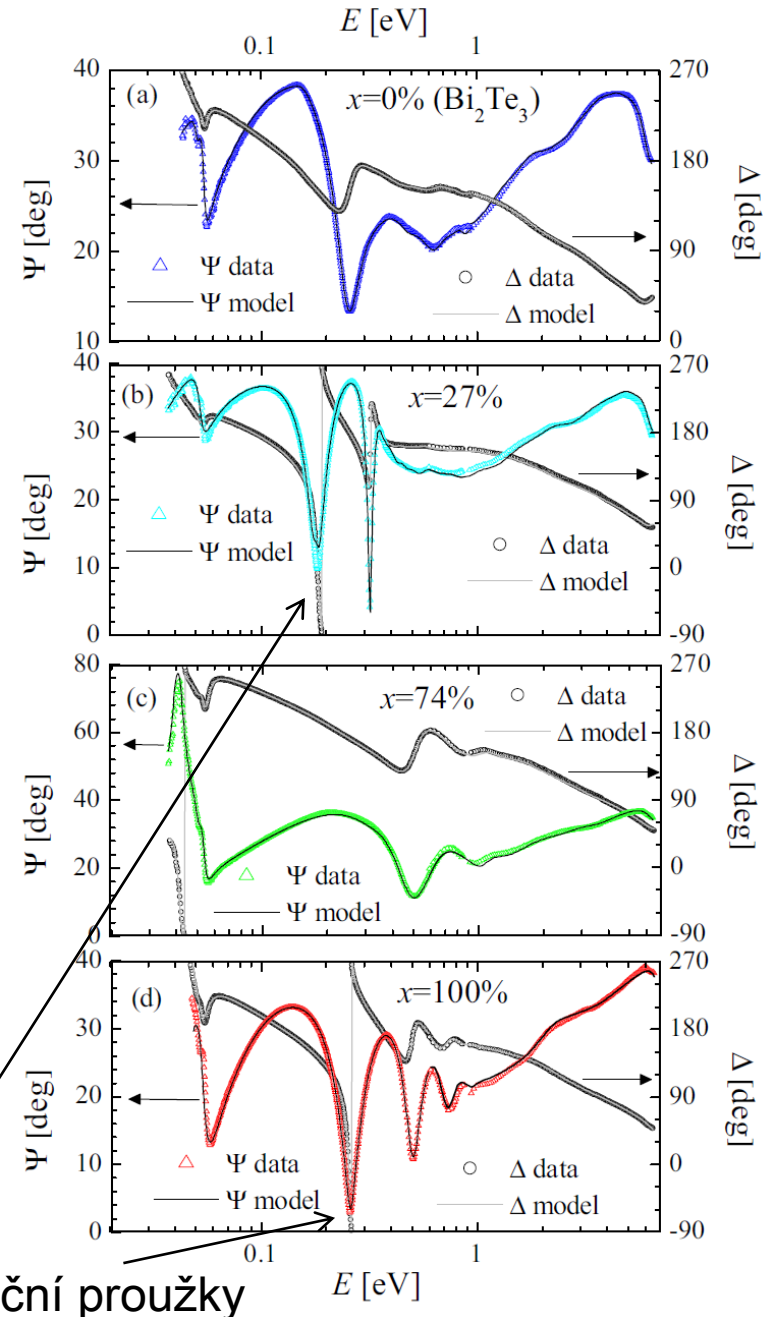 E [eV]
0.1 1
40 270
(a) x=0% (Bi₂Te₃)
30 180
Ψ [deg] Δ [deg]
20 90
Ψ data Δ data
Ψ model Δ model
10 0
40 270
(b) x=27%
30 180
Ψ [deg] Δ [deg]
20 90
Ψ data
10 0
Ψ model Δ data
Δ model
0 -90
80 270
(c) x=74% Δ data
Δ model
60 180
Ψ [deg] Δ [deg]
40 90
20 0
Ψ data
Ψ model
0 -90
40 270
(d) x=100%
30 180
Ψ [deg] Δ [deg]
20 90
Ψ data Δ data
10 0
Ψ model Δ model
0 -90
0.1 1
E [eV]
ční proužky